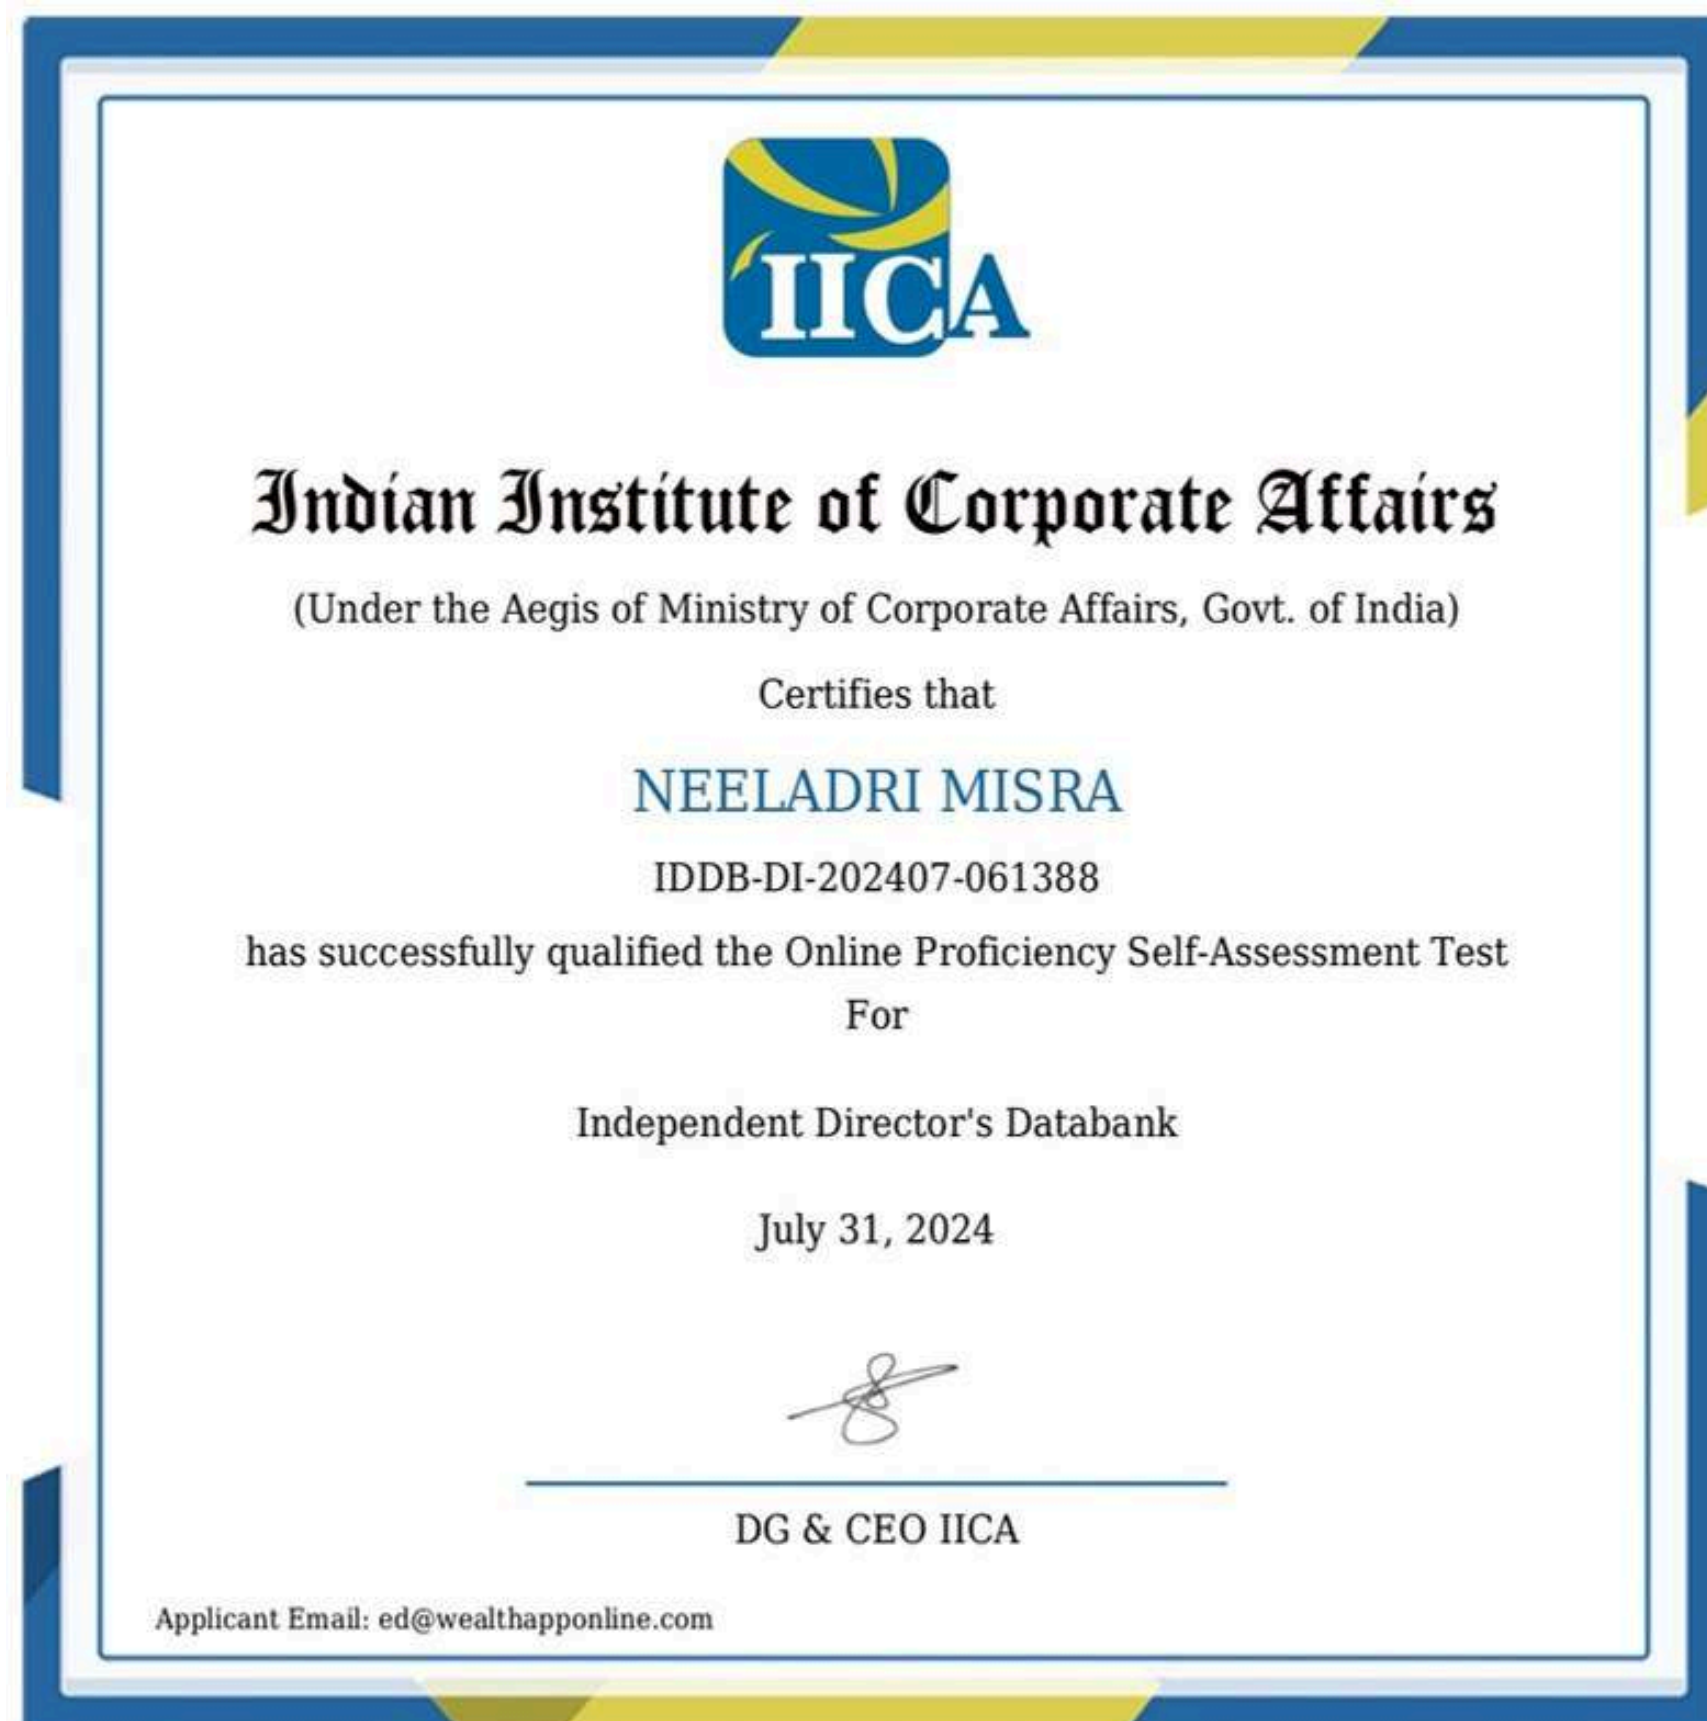 IICA
Indian Institute of Corporate Affairs
(Under the Aegis of Ministry of Corporate Affairs, Govt. of India)
Certifies that
NEELADRI MISRA
IDDB-DI-202407-061388
has successfully qualified the Online Proficiency Self-Assessment Test
For
Independent Director's Databank
July 31, 2024
DG & CEO IICA
Applicant Email: ed@wealthapponline.com